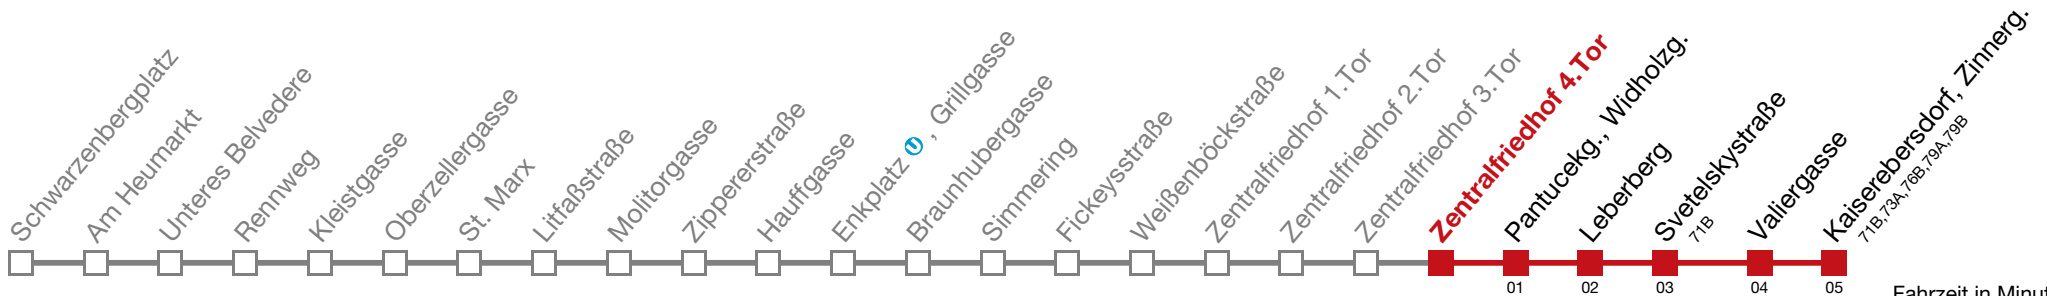 Schwarzenbergplatz
Am Heumarkt
Unteres Belvedere
Rennweg
Kleistgasse
Oberzellergasse
St. Marx
Litfaßstraße
Molitorgasse
Zippererstraße
Hauffgasse
Enkplatz U, Grillgasse
Braunhubergasse
Simmering
Fickeysstraße
Weißenböckstraße
Zentralfriedhof 1.Tor
Zentralfriedhof 2.Tor
Zentralfriedhof 3.Tor
Zentralfriedhof 4.Tor
Pantucekg., Widholzg.
Leberberg
Svetelskystraße
71B
Valiergasse
Kaiserebersdorf, Zinnerg.
71B,73A,76B,79A,79B
01
02
03
04
05
Fahrzeit in